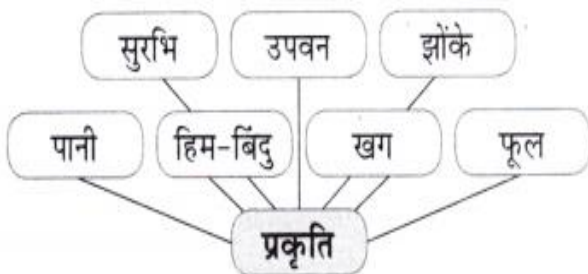 सुरभि उपवन झोंके
पानी हिम-बिंदु खग फूल
प्रकृति